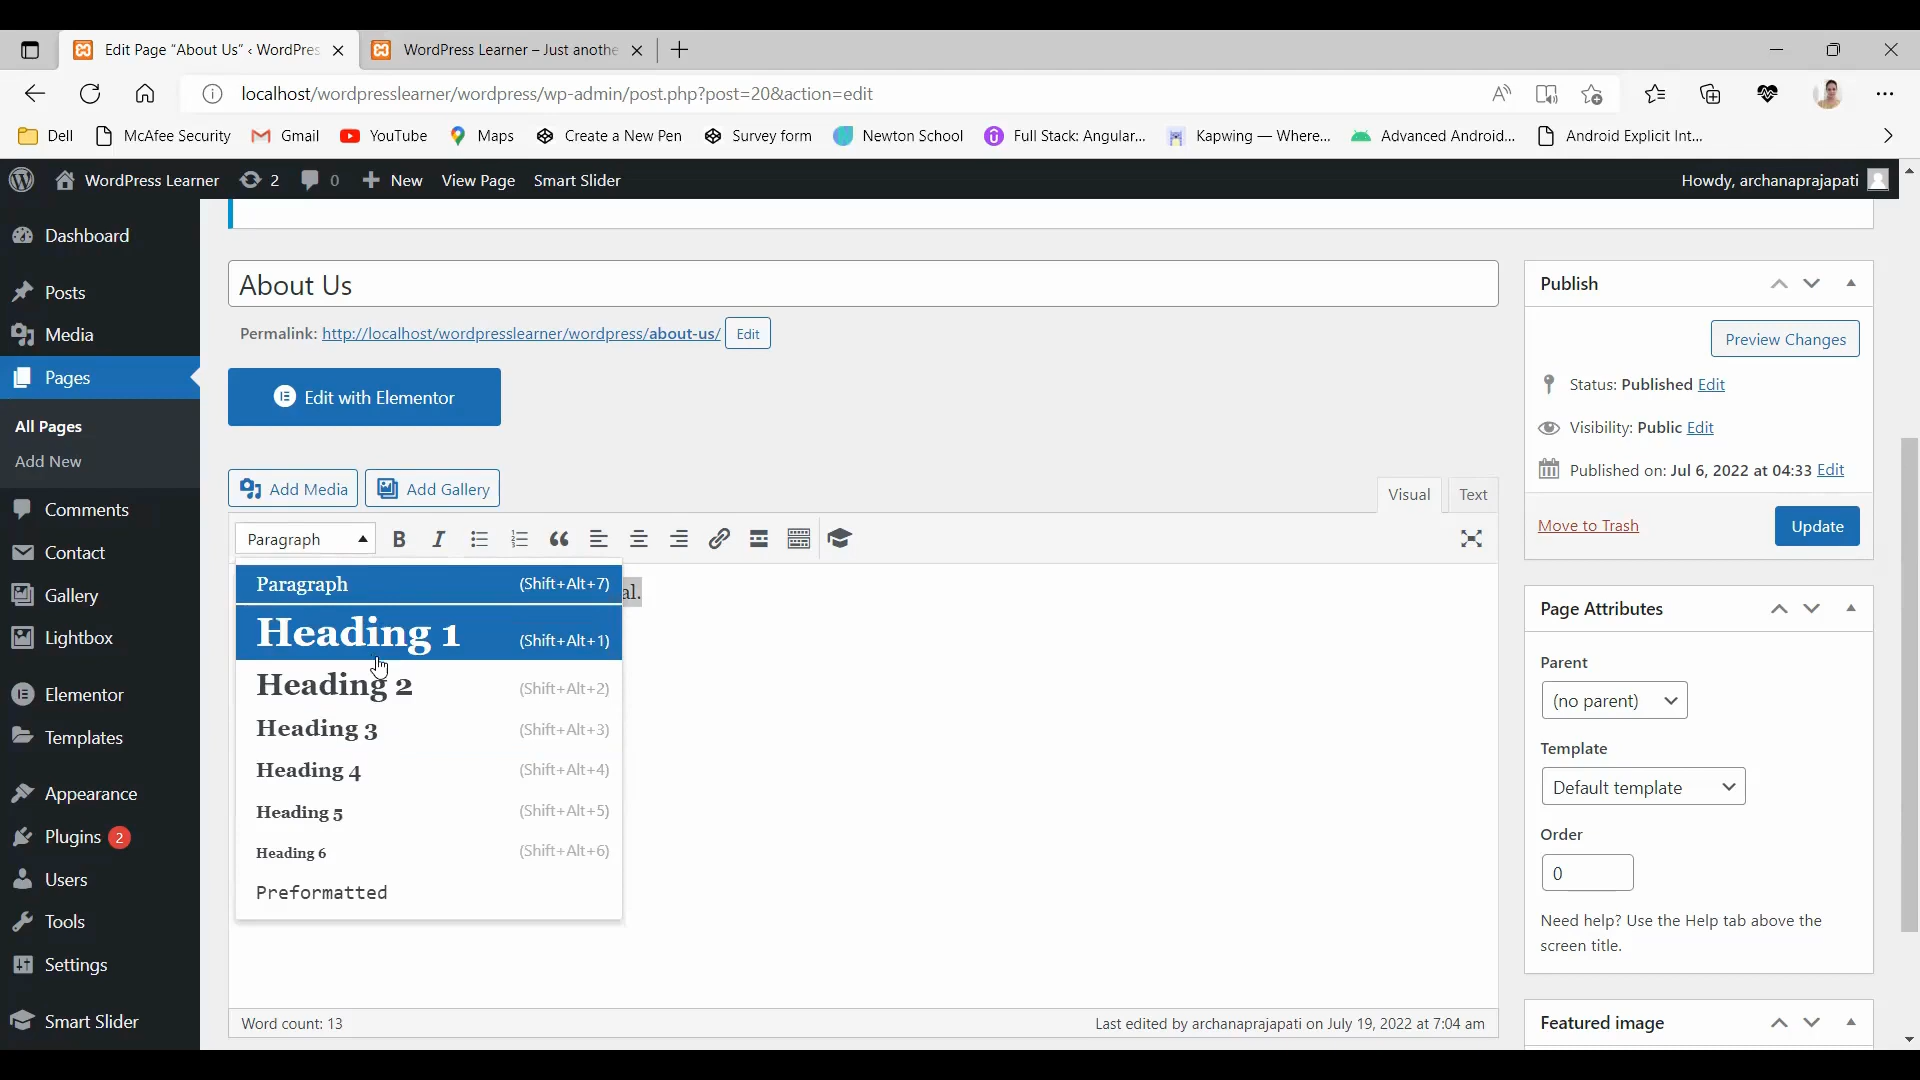 Edit Page “About Us” ‹ WordPres
WordPress Learner – Just anothe
localhost/wordpresslearner/wordpress/wp-admin/post.php?post=20&action=edit
Dell McAfee Security Gmail YouTube Maps Create a New Pen Survey form Newton School Full Stack: Angular... Kapwing — Where... Advanced Android... Android Explicit Int...
WordPress Learner 2 0 New View Page Smart Slider Howdy, archanaprajapati
Dashboard
Posts
Media
Pages
All Pages
Add New
Comments
Contact
Gallery
Lightbox
Elementor
Templates
Appearance
Plugins 2
Users
Tools
Settings
Smart Slider
About Us
Permalink: http://localhost/wordpresslearner/wordpress/about-us/ Edit
Edit with Elementor
Add Media Add Gallery
Visual Text
Paragraph
al.
Paragraph (Shift+Alt+7)
Heading 1 (Shift+Alt+1)
Heading 2 (Shift+Alt+2)
Heading 3 (Shift+Alt+3)
Heading 4 (Shift+Alt+4)
Heading 5 (Shift+Alt+5)
Heading 6 (Shift+Alt+6)
Preformatted
Word count: 13
Last edited by archanaprajapati on July 19, 2022 at 7:04 am
Publish
Preview Changes
Status: Published Edit
Visibility: Public Edit
Published on: Jul 6, 2022 at 04:33 Edit
Move to Trash Update
Page Attributes
Parent
(no parent)
Template
Default template
Order
0
Need help? Use the Help tab above the
screen title.
Featured image